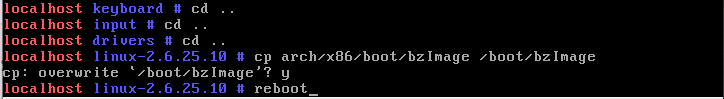 localhost keyboard # cd ..
localhost input # cd ..
localhost drivers # cd ..
localhost linux-2.6.25.10 # cp arch/x86/boot/bzImage /boot/bzImage
cp: overwrite `/boot/bzImage'? y
localhost linux-2.6.25.10 # reboot_